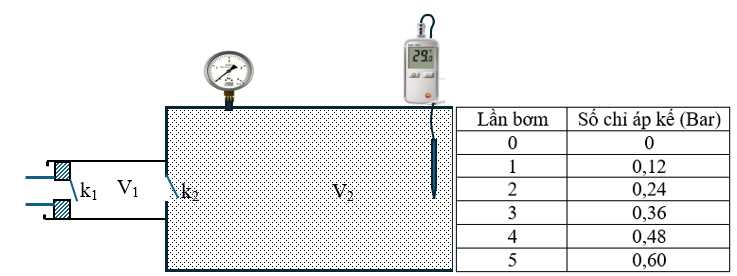 29.0
k₁
V₁
k₂
V₂
Lần bơm Số chỉ áp kế (Bar)
0 0
1 0,12
2 0,24
3 0,36
4 0,48
5 0,60